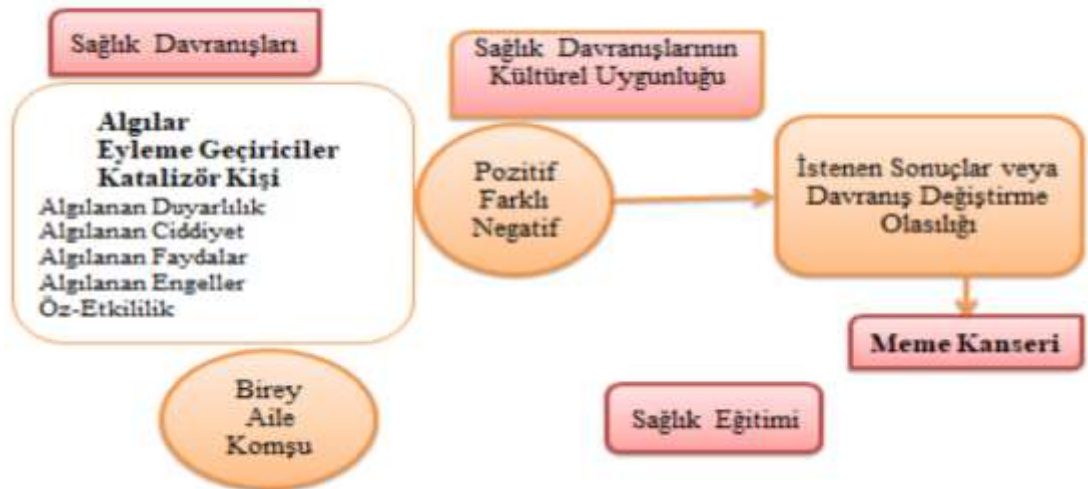 Sağlık Davranışları
Sağlık Davranışlarının
Kültürel Uygunluğu
Algılar
Eyleme Geçiriciler
Katalizör Kişi
Algılanan Duyarlılık
Algılanan Ciddiyet
Algılanan Faydalar
Algılanan Engeller
Öz-Etkililik
Pozitif
Farklı
Negatif
İstenen Sonuçlar veya
Davranış Değiştirme
Olasılığı
Meme Kanseri
Birey
Aile
Komşu
Sağlık Eğitimi